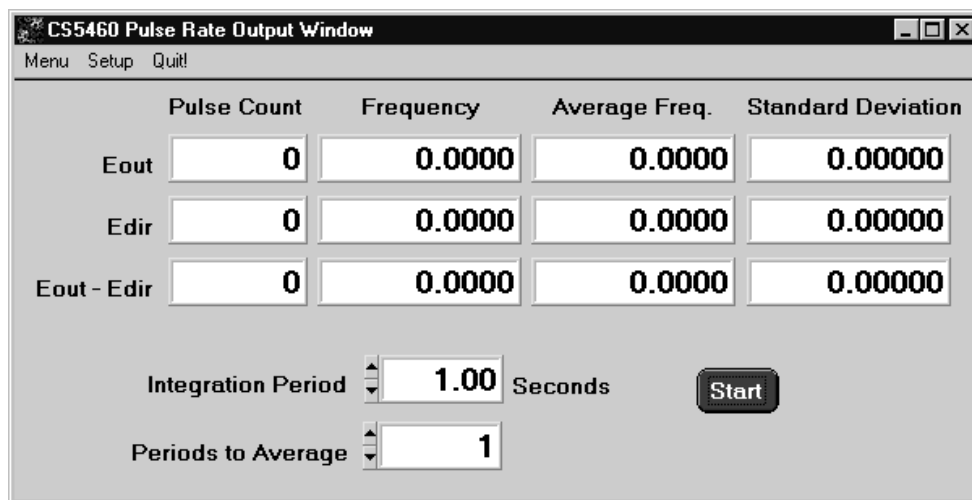 CS5460 Pulse Rate Output Window
Menu Setup Quit!
Pulse Count Frequency Average Freq. Standard Deviation
Eout 0 0.0000 0.0000 0.00000
Edir 0 0.0000 0.0000 0.00000
Eout - Edir 0 0.0000 0.0000 0.00000
Integration Period 1.00 Seconds Start
Periods to Average 1